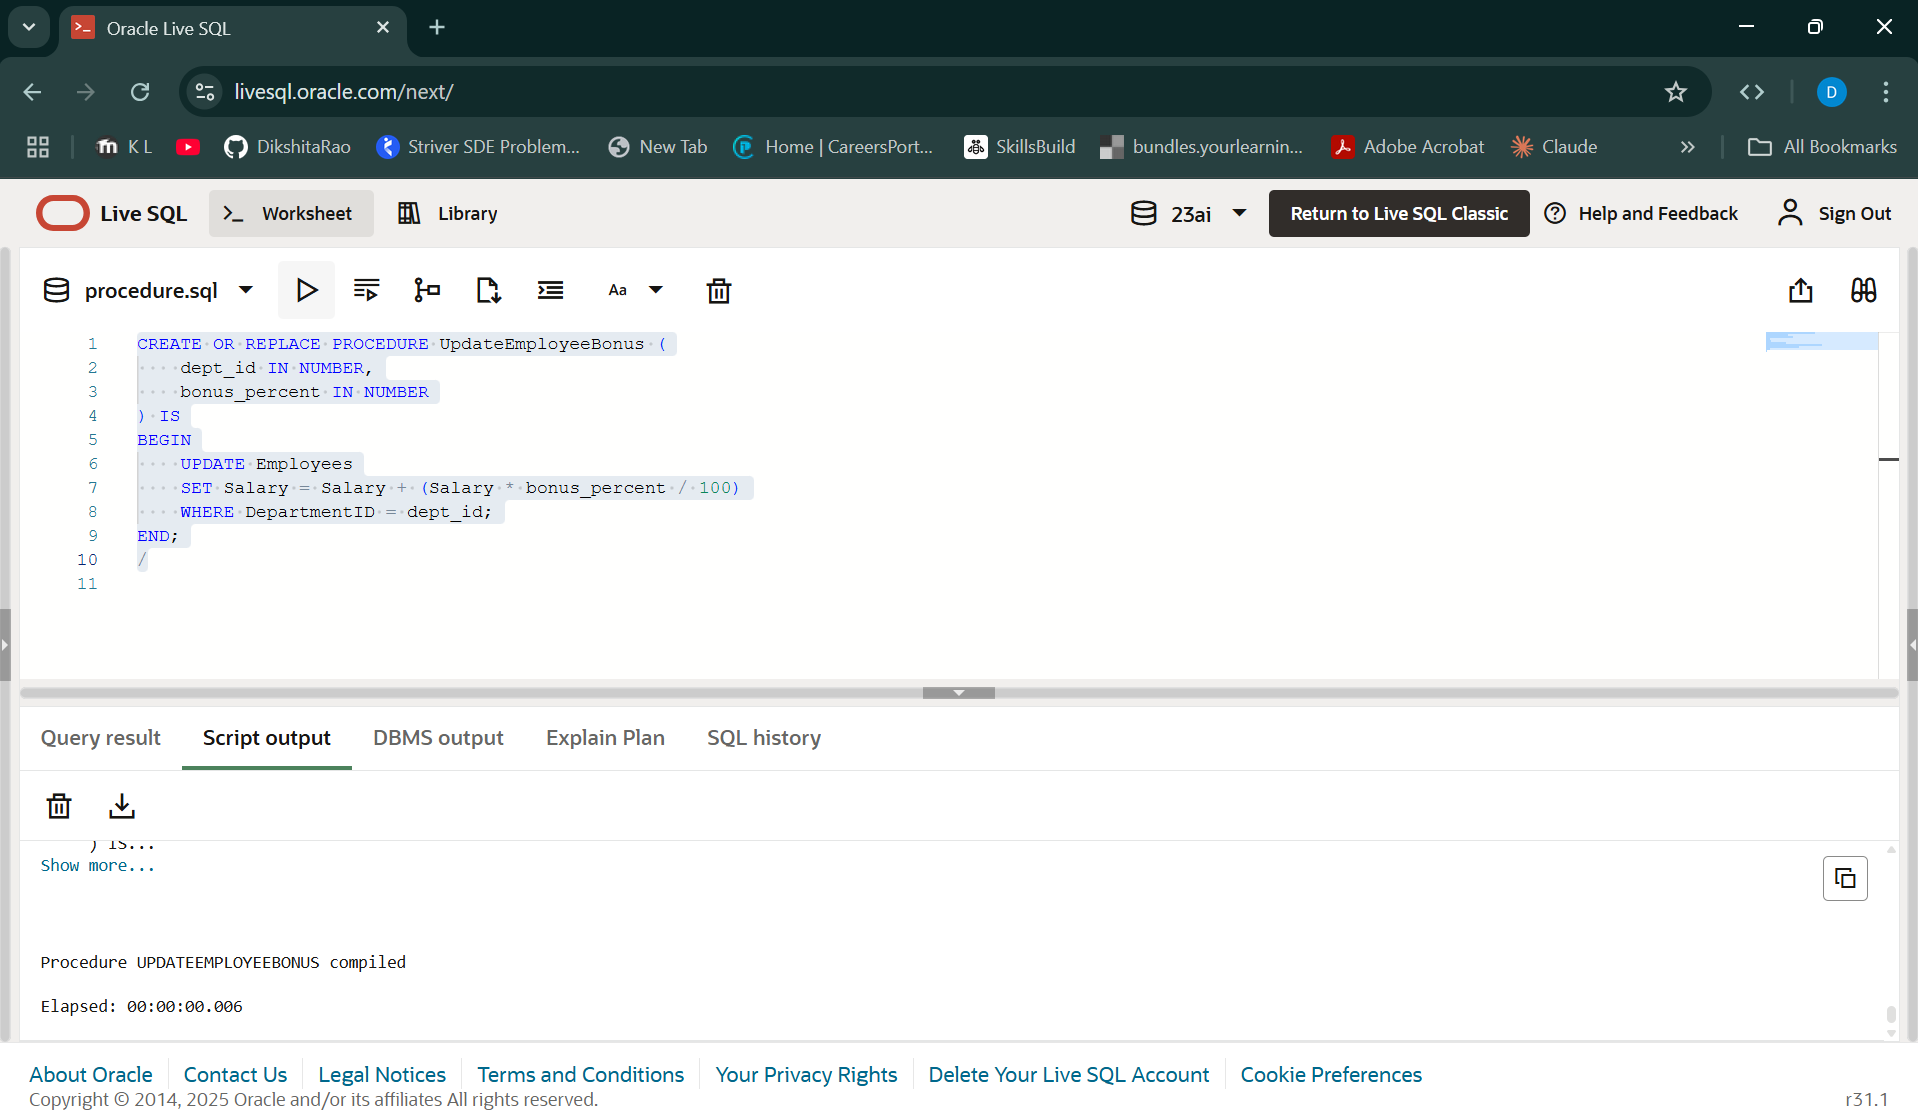 Oracle Live SQL
livesql.oracle.com/next/
D
K L
DikshitaRao
Striver SDE Problem...
New Tab
Home | CareersPort...
SkillsBuild
bundles.yourlearnin...
Adobe Acrobat
Claude
»
All Bookmarks
Live SQL
Worksheet
Library
23ai
Return to Live SQL Classic
Help and Feedback
Sign Out
procedure.sql
Aa
1 CREATE OR REPLACE PROCEDURE UpdateEmployeeBonus (
2 dept_id IN NUMBER,
3 bonus_percent IN NUMBER
4 ) IS
5 BEGIN
6 UPDATE Employees
7 SET Salary = Salary + (Salary * bonus_percent / 100)
8 WHERE DepartmentID = dept_id;
9 END;
10 /
11
Query result
Script output
DBMS output
Explain Plan
SQL history
) IS...
Show more...
Procedure UPDATEEMPLOYEEBONUS compiled
Elapsed: 00:00:00.006
About Oracle
Contact Us
Legal Notices
Terms and Conditions
Your Privacy Rights
Delete Your Live SQL Account
Cookie Preferences
Copyright © 2014, 2025 Oracle and/or its affiliates All rights reserved.
r31.1